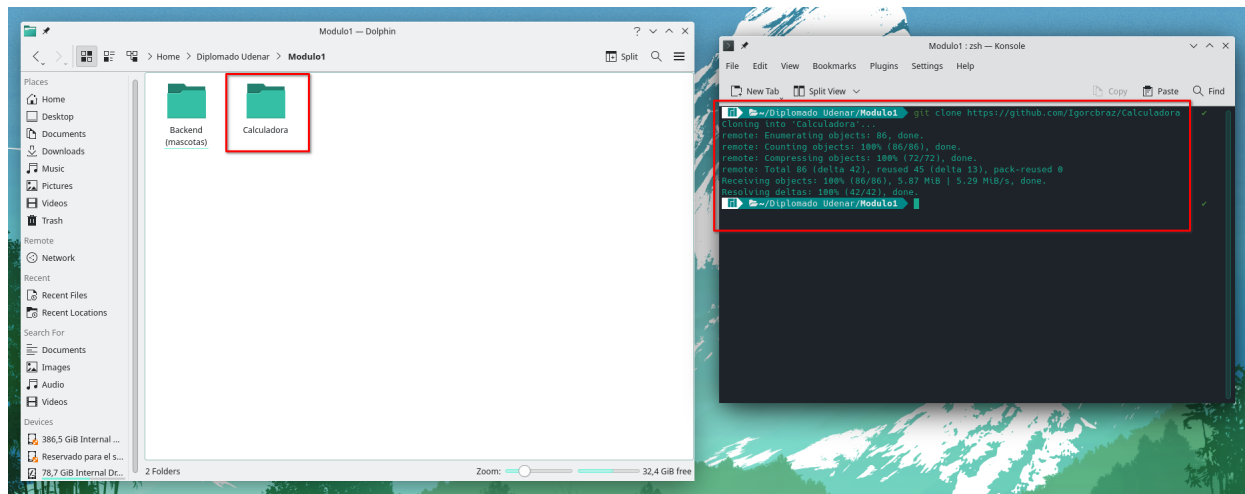 Modulo1 — Dolphin
Split
Home > Diplomado Udenar > Modulo1
Places
Home
Desktop
Documents
Downloads
Music
Pictures
Videos
Trash
Remote
Network
Recent
Recent Files
Recent Locations
Search For
Documents
Images
Audio
Videos
Devices
386,5 GiB Internal ...
Reservado para el s...
78,7 GiB Internal Dr...
Backend
(mascotas)
Calculadora
2 Folders
Zoom:
32,4 GiB free
Modulo1 : zsh — Konsole
File Edit View Bookmarks Plugins Settings Help
New Tab Split View Copy Paste Find
~/Diplomado Udenar/Modulo1 git clone https://github.com/Igorcbraz/Calculadora
Cloning into 'Calculadora'...
remote: Enumerating objects: 86, done.
remote: Counting objects: 100% (86/86), done.
remote: Compressing objects: 100% (72/72), done.
remote: Total 86 (delta 42), reused 45 (delta 13), pack-reused 0
Receiving objects: 100% (86/86), 5.87 MiB | 5.29 MiB/s, done.
Resolving deltas: 100% (42/42), done.
~/Diplomado Udenar/Modulo1